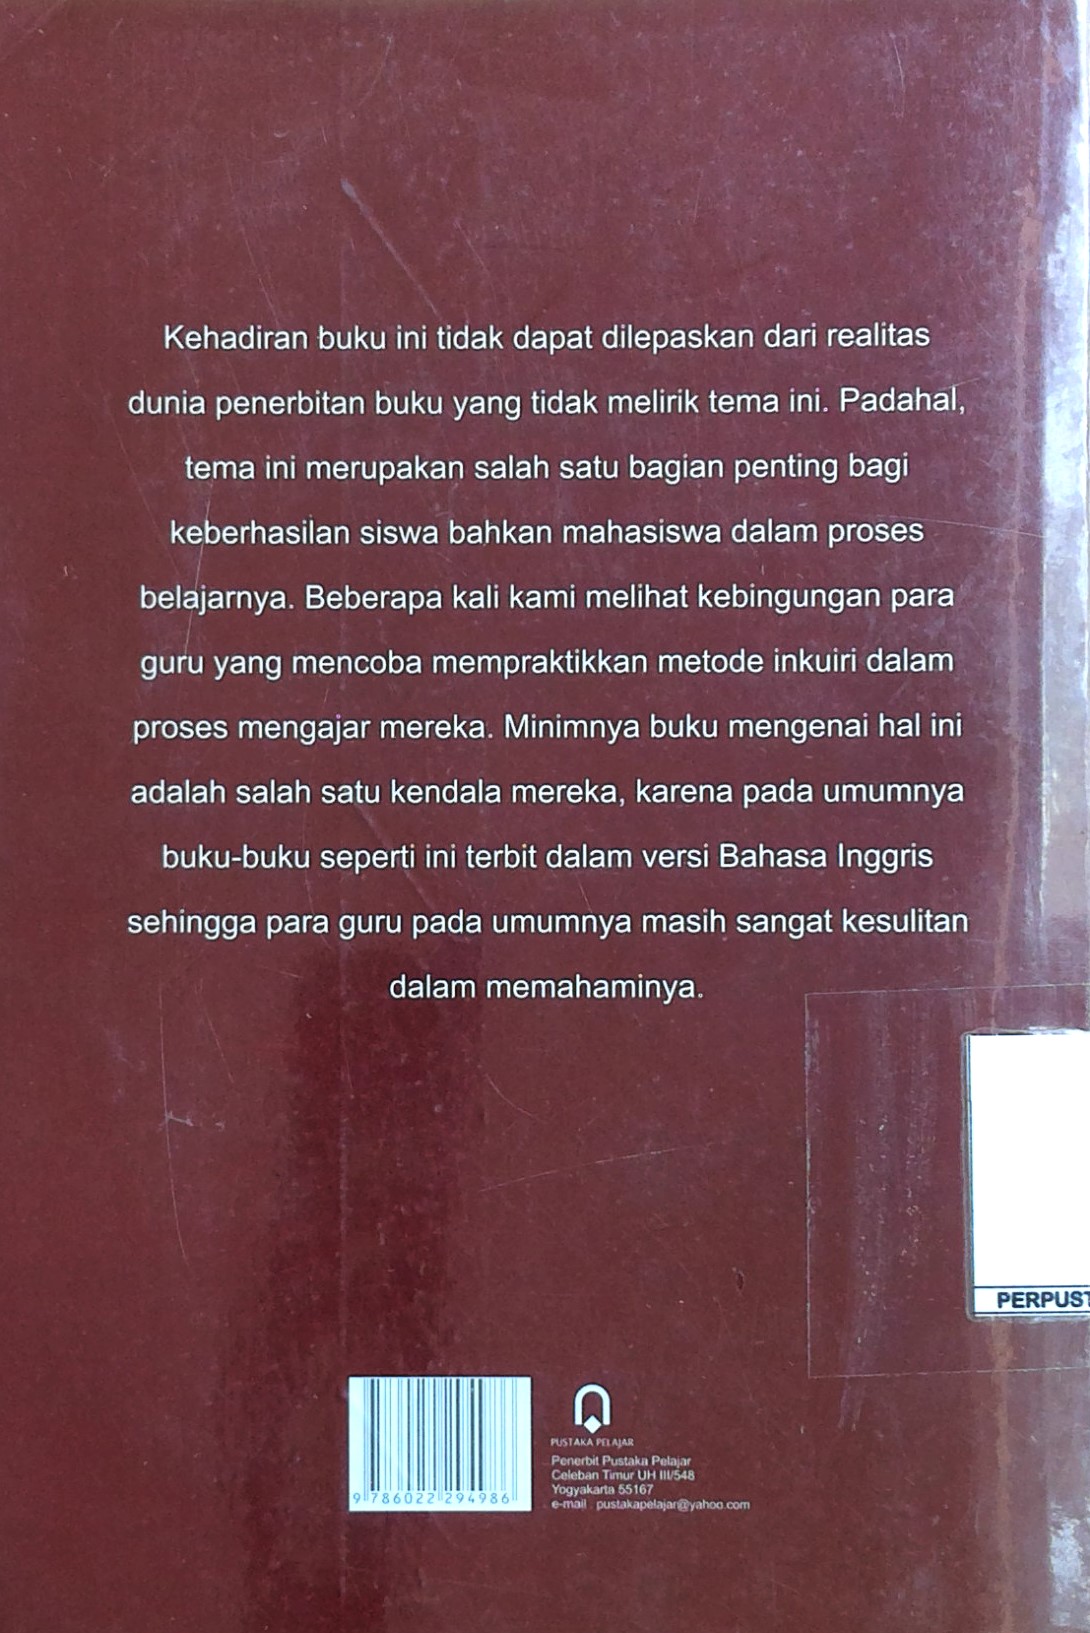 Kehadiran buku ini tidak dapat dilepaskan dari realitas
dunia penerbitan buku yang tidak melirik tema ini. Padahal,
tema ini merupakan salah satu bagian penting bagi
keberhasilan siswa bahkan mahasiswa dalam proses
belajarnya. Beberapa kali kami melihat kebingungan para
guru yang mencoba mempraktikkan metode inkuiri dalam
proses mengajar mereka. Minimnya buku mengenai hal ini
adalah salah satu kendala mereka, karena pada umumnya
buku-buku seperti ini terbit dalam versi Bahasa Inggris
sehingga para guru pada umumnya masih sangat kesulitan
dalam memahaminya.
PERPUST
9 786022 294986
PUSTAKA PELAJAR
Penerbit Pustaka Pelajar
Celeban Timur UH III/548
Yogyakarta 55167
e-mail pustakapelajar@yahoo.com